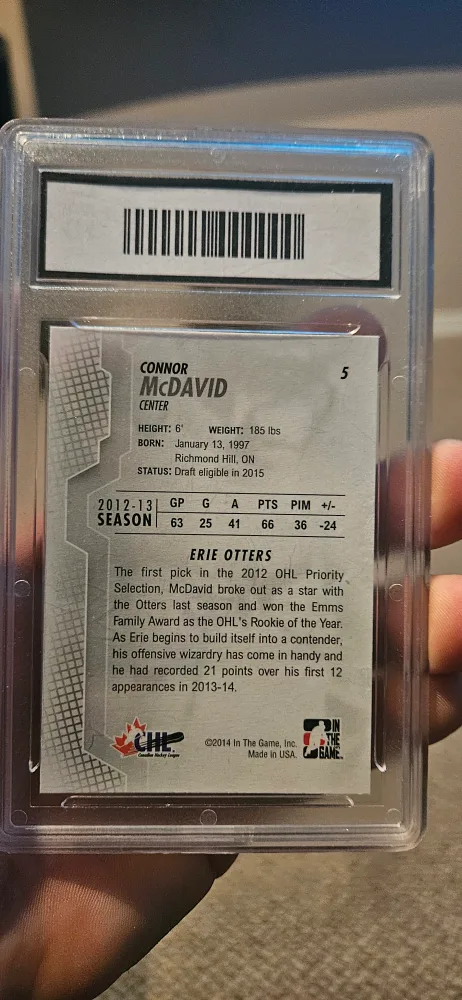 CONNOR
McDAVID
CENTER
5
HEIGHT: 6' WEIGHT: 185 lbs
BORN: January 13, 1997
Richmond Hill, ON
STATUS: Draft eligible in 2015
2012-13 GP G A PTS PIM +/-
SEASON 63 25 41 66 36 -24
ERIE OTTERS
The first pick in the 2012 OHL Priority
Selection, McDavid broke out as a star with
the Otters last season and won the Emms
Family Award as the OHL's Rookie of the Year.
As Erie begins to build itself into a contender,
his offensive wizardry has come in handy and
he had recorded 21 points over his first 12
appearances in 2013-14.
CHL
Canadian Hockey League
©2014 In The Game, Inc.
Made in USA.
IN
THE
GAME